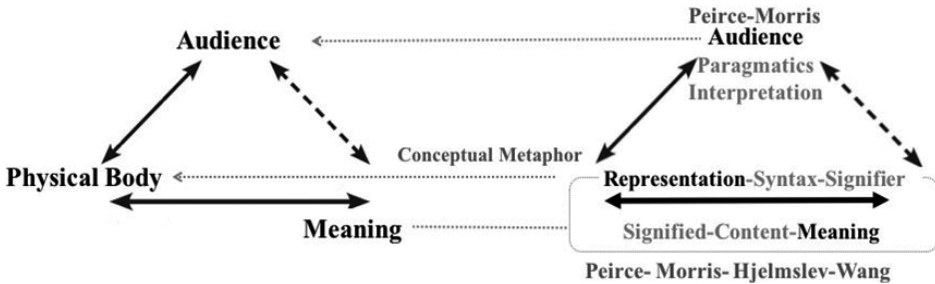 Peirce-Morris
Audience
Audience
Paragmatics
Interpretation
Conceptual Metaphor
Physical Body
Representation-Syntax-Signifier
Meaning
Signified-Content-Meaning
Peirce- Morris- Hjelmslev-Wang